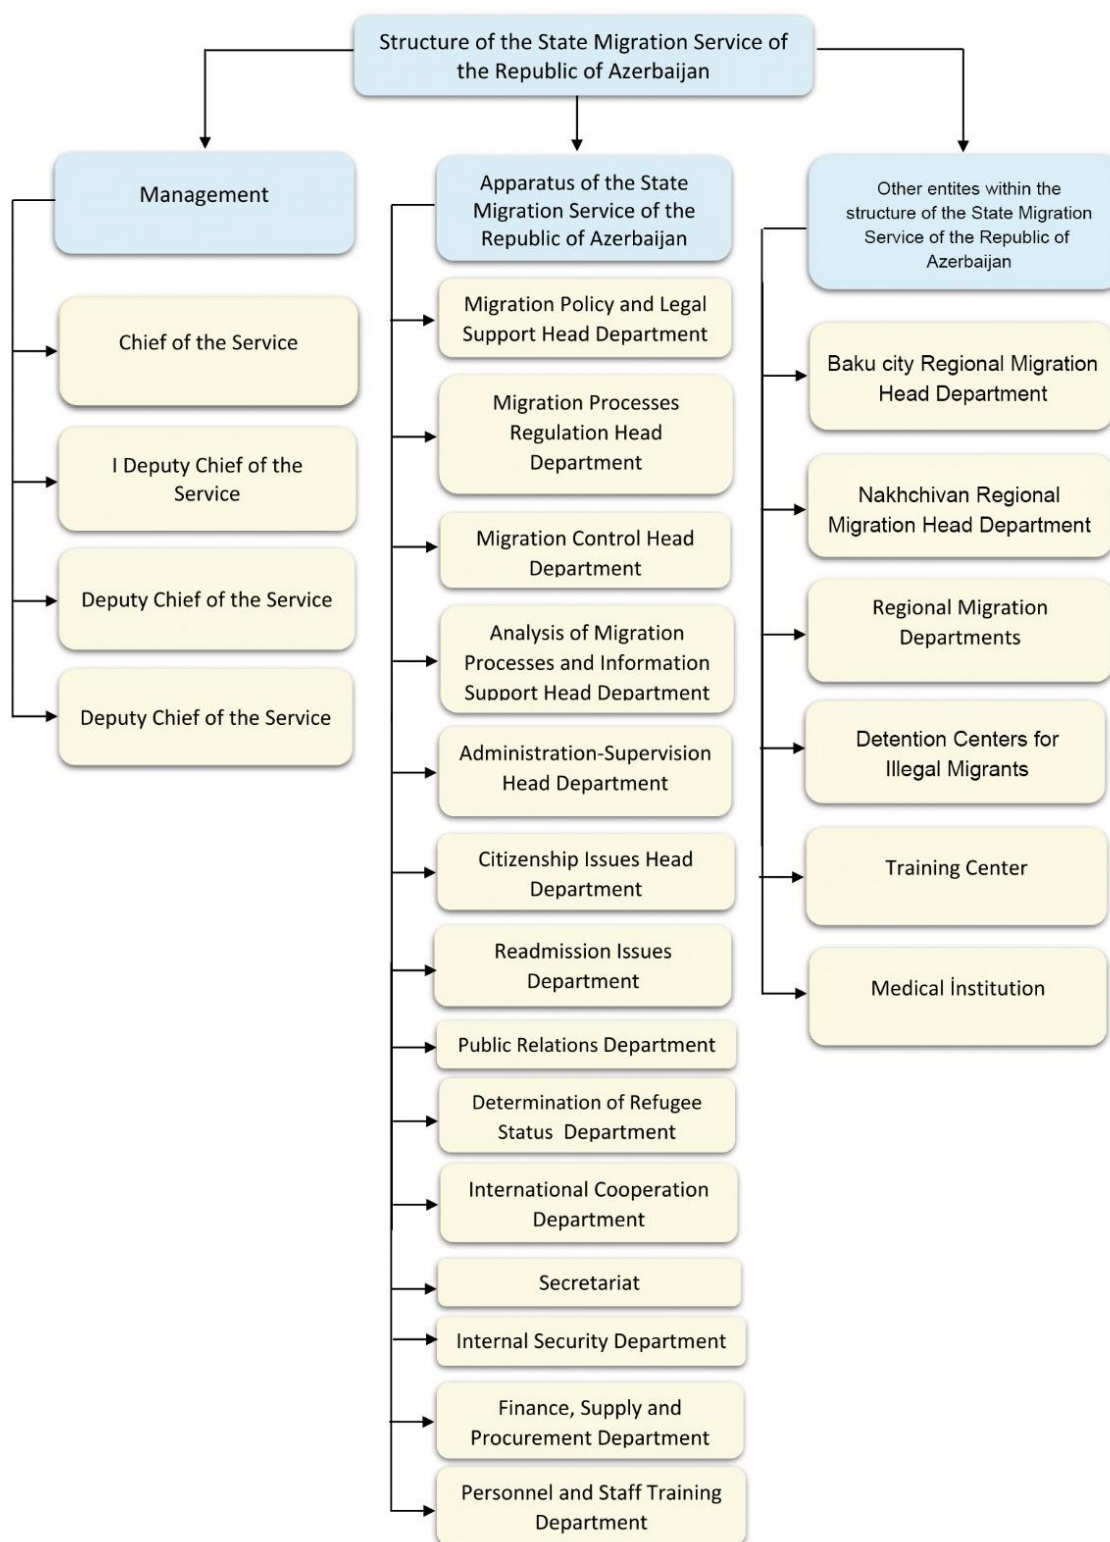 Structure of the State Migration Service of
the Republic of Azerbaijan
Management
Chief of the Service
I Deputy Chief of the
Service
Deputy Chief of the Service
Deputy Chief of the Service
Apparatus of the State
Migration Service of the
Republic of Azerbaijan
Migration Policy and Legal
Support Head Department
Migration Processes
Regulation Head
Department
Migration Control Head
Department
Analysis of Migration
Processes and Information
Support Head Department
Administration-Supervision
Head Department
Citizenship Issues Head
Department
Readmission Issues
Department
Public Relations Department
Determination of Refugee
Status  Department
International Cooperation
Department
Secretariat
Internal Security Department
Finance, Supply and
Procurement Department
Personnel and Staff Training
Department
Other entites within the
structure of the State Migration
Service of the Republic of
Azerbaijan
Baku city Regional Migration
Head Department
Nakhchivan Regional
Migration Head Department
Regional Migration
Departments
Detention Centers for
Illegal Migrants
Training Center
Medical İnstitution